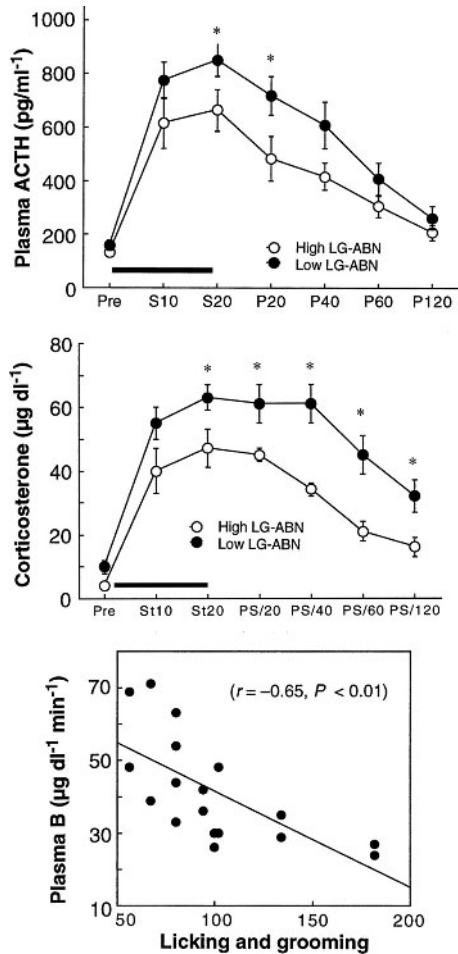 Plasma ACTH (pg/ml⁻¹)
1000
800
600
400
200
0
*
*
High LG-ABN
Low LG-ABN
Pre
S10
S20
P20
P40
P60
P120
Corticosterone (µg dl⁻¹)
80
60
40
20
0
*
*
*
*
*
High LG-ABN
Low LG-ABN
Pre
St10
St20
PS/20
PS/40
PS/60
PS/120
Plasma B (µg dl⁻¹ min⁻¹)
70
50
30
10
(r = –0.65, P < 0.01)
50
100
150
200
Licking and grooming